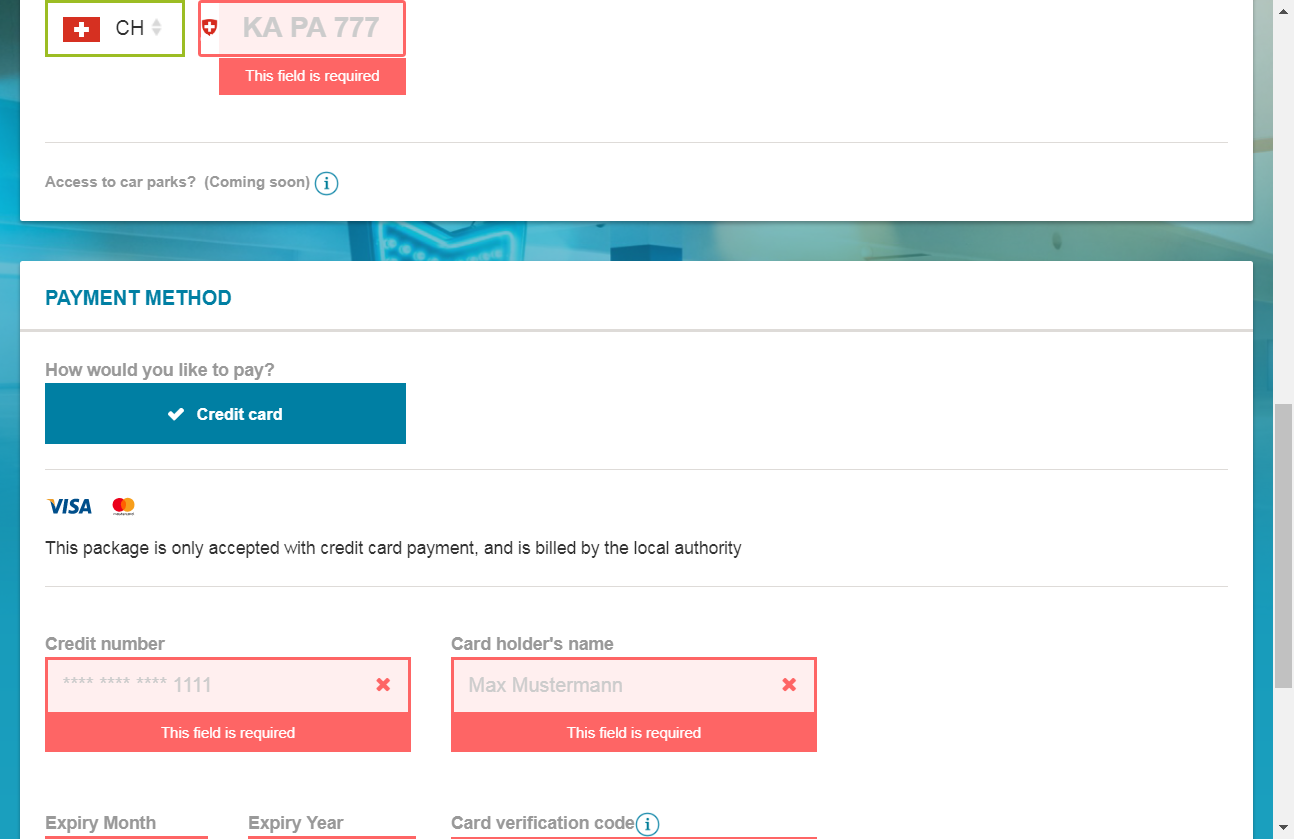 CH
KA PA 777
This field is required
Access to car parks? (Coming soon)
PAYMENT METHOD
How would you like to pay?
Credit card
VISA
This package is only accepted with credit card payment, and is billed by the local authority
Credit number Card holder's name
**** **** **** 1111 Max Mustermann
This field is required This field is required
Expiry Month Expiry Year Card verification code